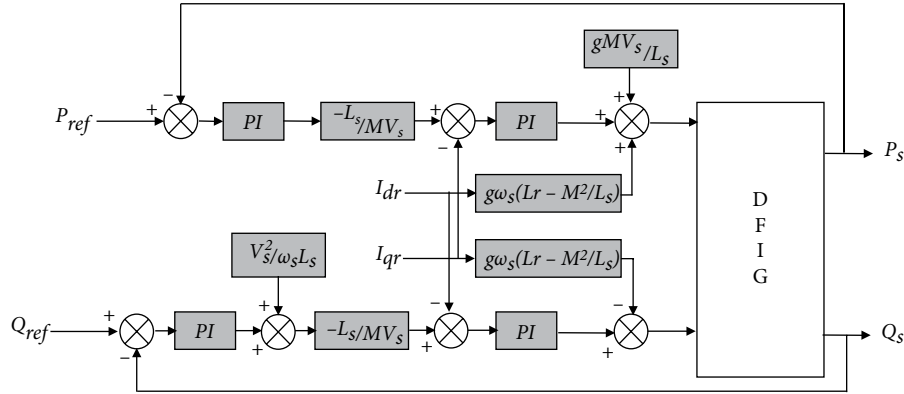 gMVs/Ls
−
+
Pref
PI
−Ls/MVs
+
−
PI
+
+
+
Ps
Idr
gωs(Lr − M²/Ls)
D
F
I
G
Iqr
gωs(Lr − M²/Ls)
Vs²/ωsLs
+
−
Qref
PI
+
+
−Ls/MVs
−
+
PI
−
+
Qs